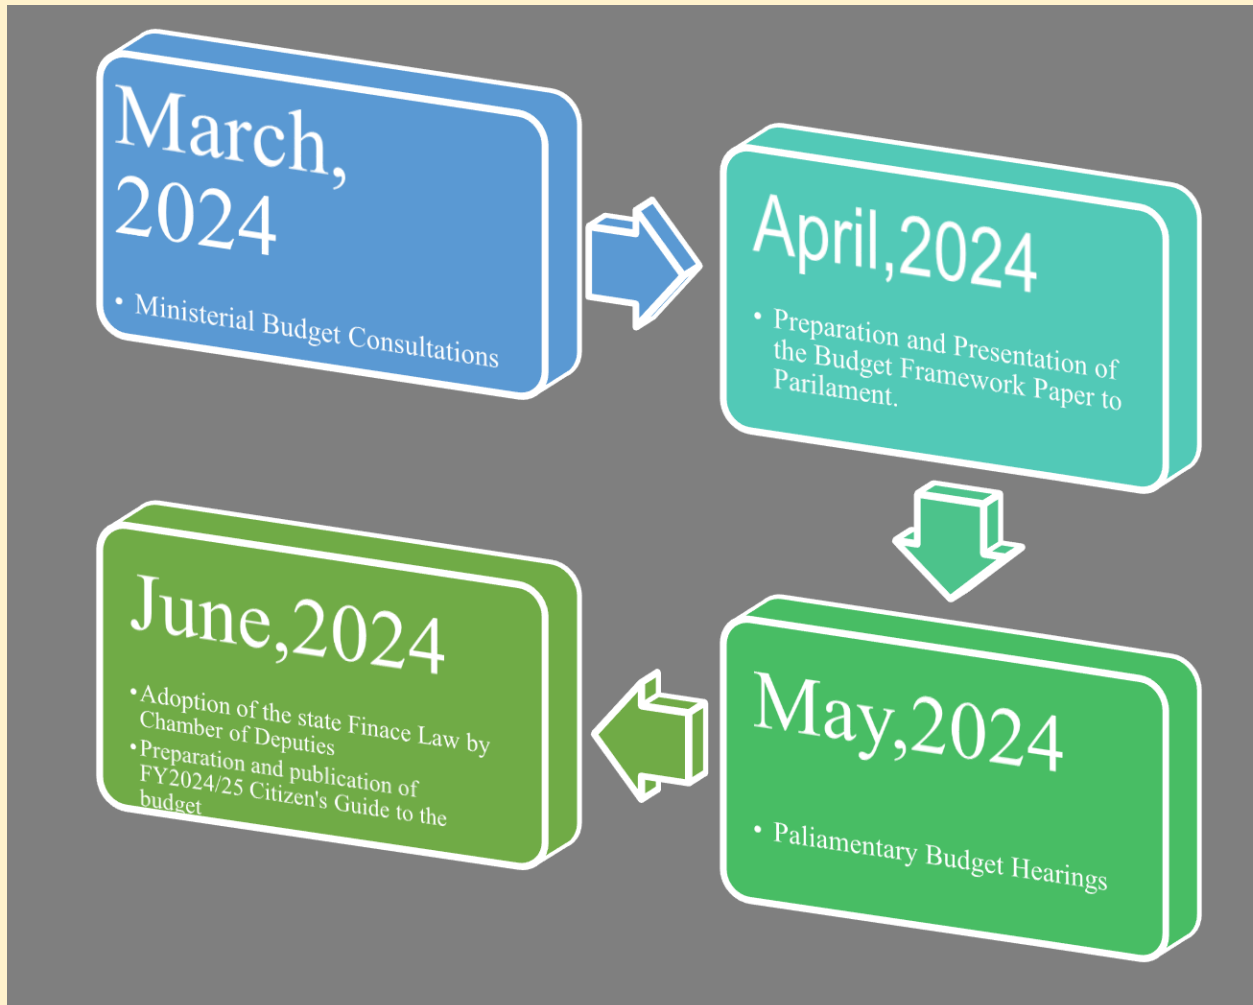 March,
2024
• Ministerial Budget Consultations
April,2024
• Preparation and Presentation of
the Budget Framework Paper to
Parilament.
May,2024
• Paliamentary Budget Hearings
June,2024
•Adoption of the state Finace Law by
Chamber of Deputies
•Preparation and publication of
FY2024/25 Citizen's Guide to the
budget